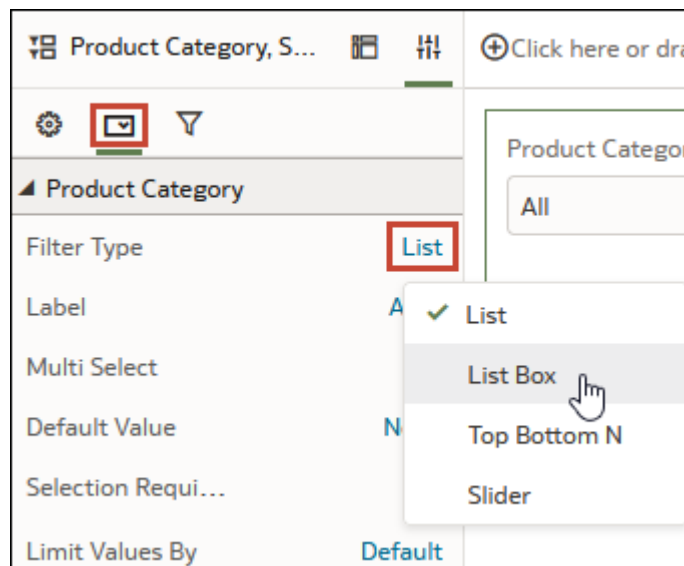 Product Category, S...
Click here or dra
Product Categor
All
Product Category
Filter Type List
Label A
Multi Select
Default Value N
Selection Requi...
Limit Values By Default
List
List Box
Top Bottom N
Slider